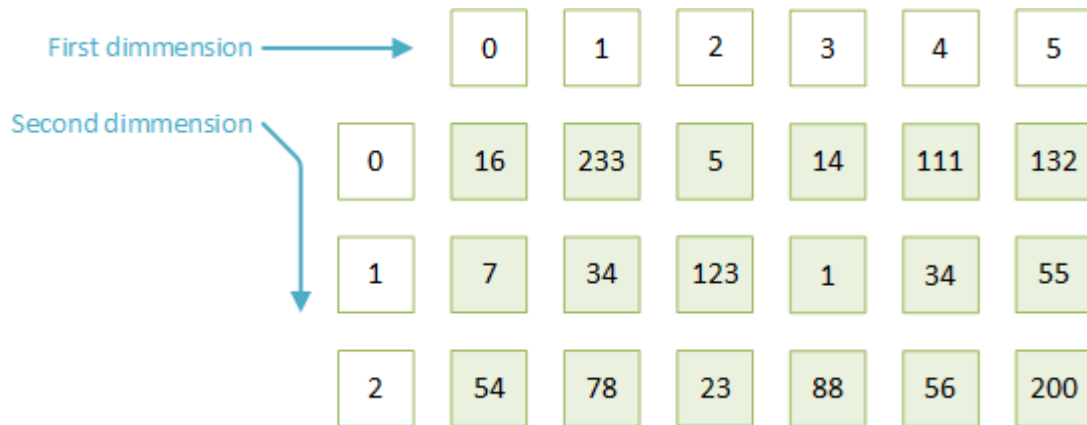 First dimmension 0 1 2 3 4 5
Second dimmension
0 16 233 5 14 111 132
1 7 34 123 1 34 55
2 54 78 23 88 56 200